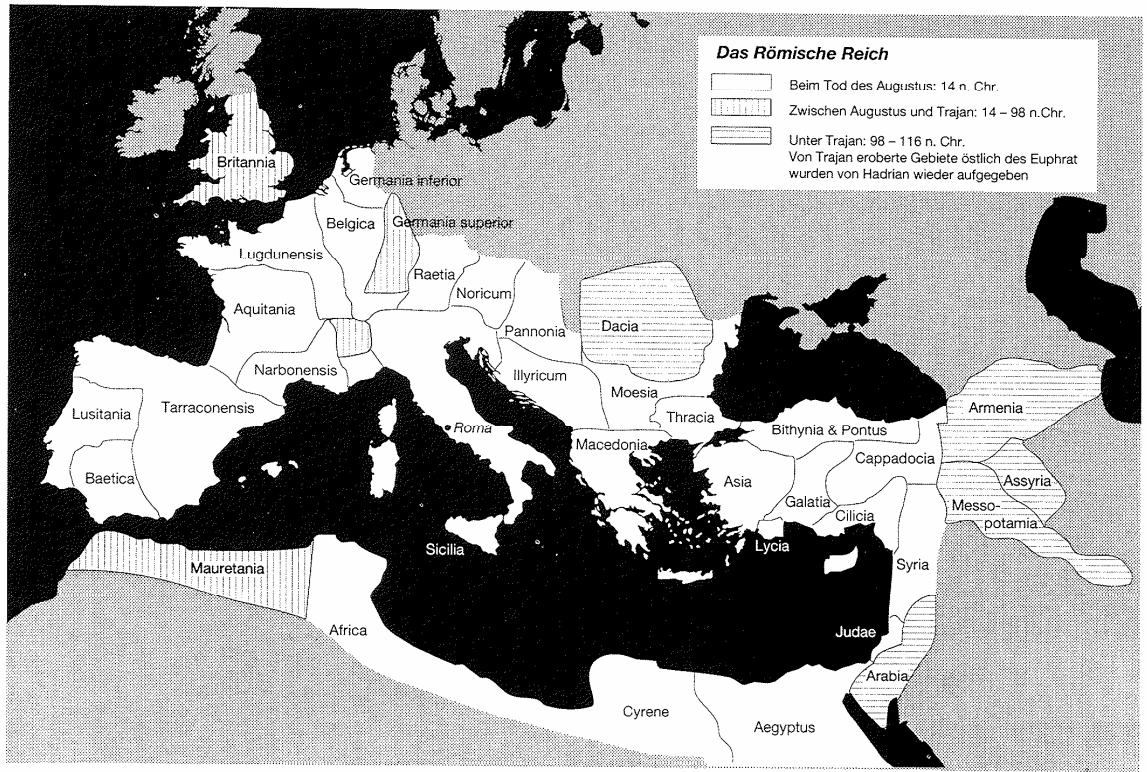 Das Römische Reich
Beim Tod des Augustus: 14 n. Chr.
Zwischen Augustus und Trajan: 14 – 98 n.Chr.
Unter Trajan: 98 – 116 n. Chr.
Von Trajan eroberte Gebiete östlich des Euphrat
wurden von Hadrian wieder aufgegeben
Britannia
Germania inferior
Belgica
Germania superior
Lugdunensis
Raetia
Noricum
Aquitania
Pannonia
Dacia
Narbonensis
Illyricum
Moesia
Lusitania
Tarraconensis
Thracia
Armenia
Roma
Bithynia & Pontus
Macedonia
Cappadocia
Baetica
Asia
Assyria
Galatia
Messo-
potamia
Cilicia
Sicilia
Lycia
Mauretania
Syria
Africa
Judae
Arabia
Cyrene
Aegyptus